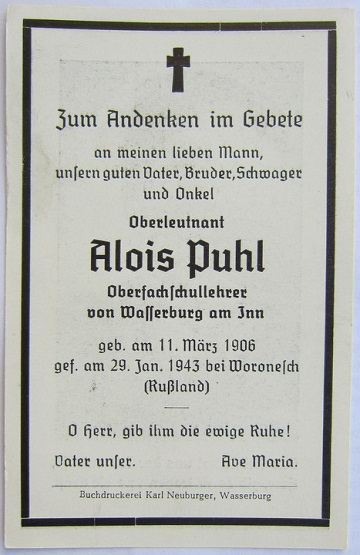 Zum Andenken im Gebete
an meinen lieben Mann,
unſern guten Vater, Bruder, Schwager
und Onkel
Oberleutnant
Alois Puhl
Oberfachſchullehrer
von Waſſerburg am Inn
geb. am 11. März 1906
gef. am 29. Jan. 1943 bei Woroneſch
(Rußland)
O Herr, gib ihm die ewige Ruhe!
Vater unſer. Ave Maria.
Buchdruckerei Karl Neuburger, Wasserburg